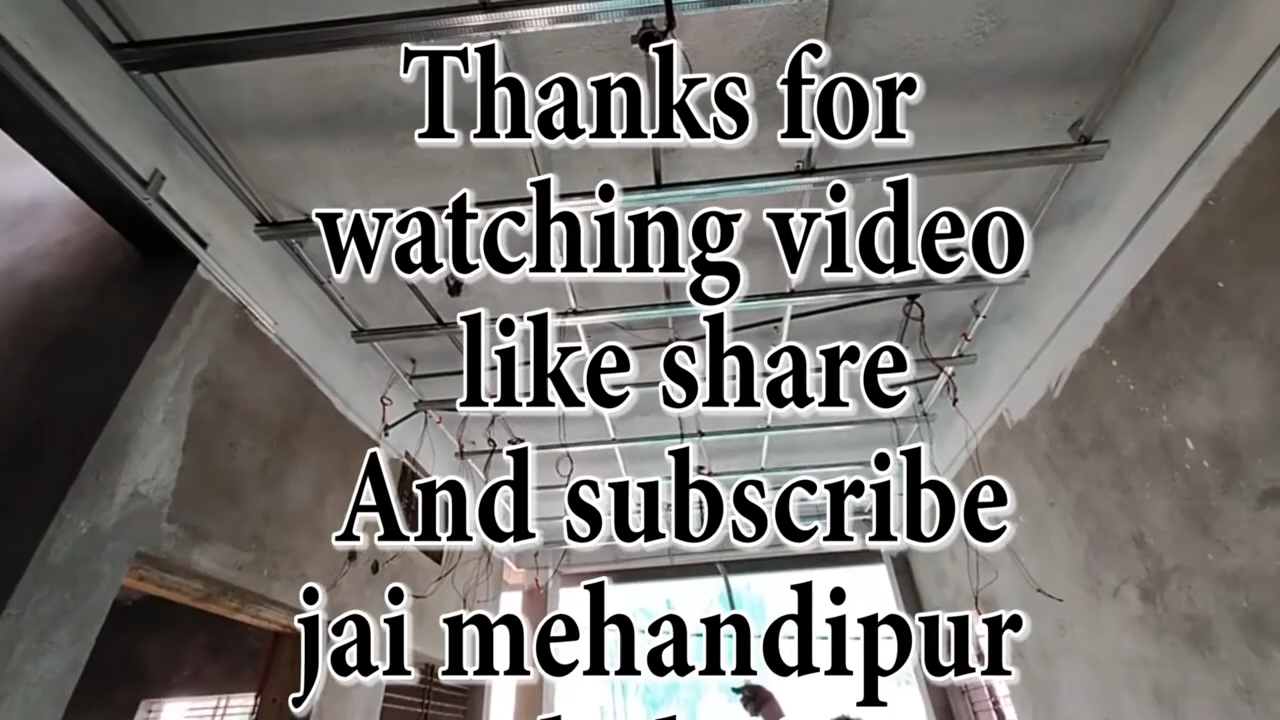 Thanks for
watching video
like share
And subscribe
jai mehandipur